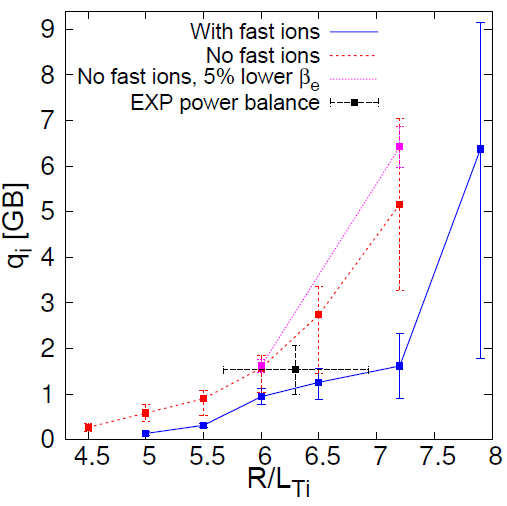 With fast ions
No fast ions
No fast ions, 5% lower βe
EXP power balance
9
8
7
6
5
4
3
2
1
0
qi [GB]
4.5 5 5.5 6 6.5 7 7.5 8
R/LTi